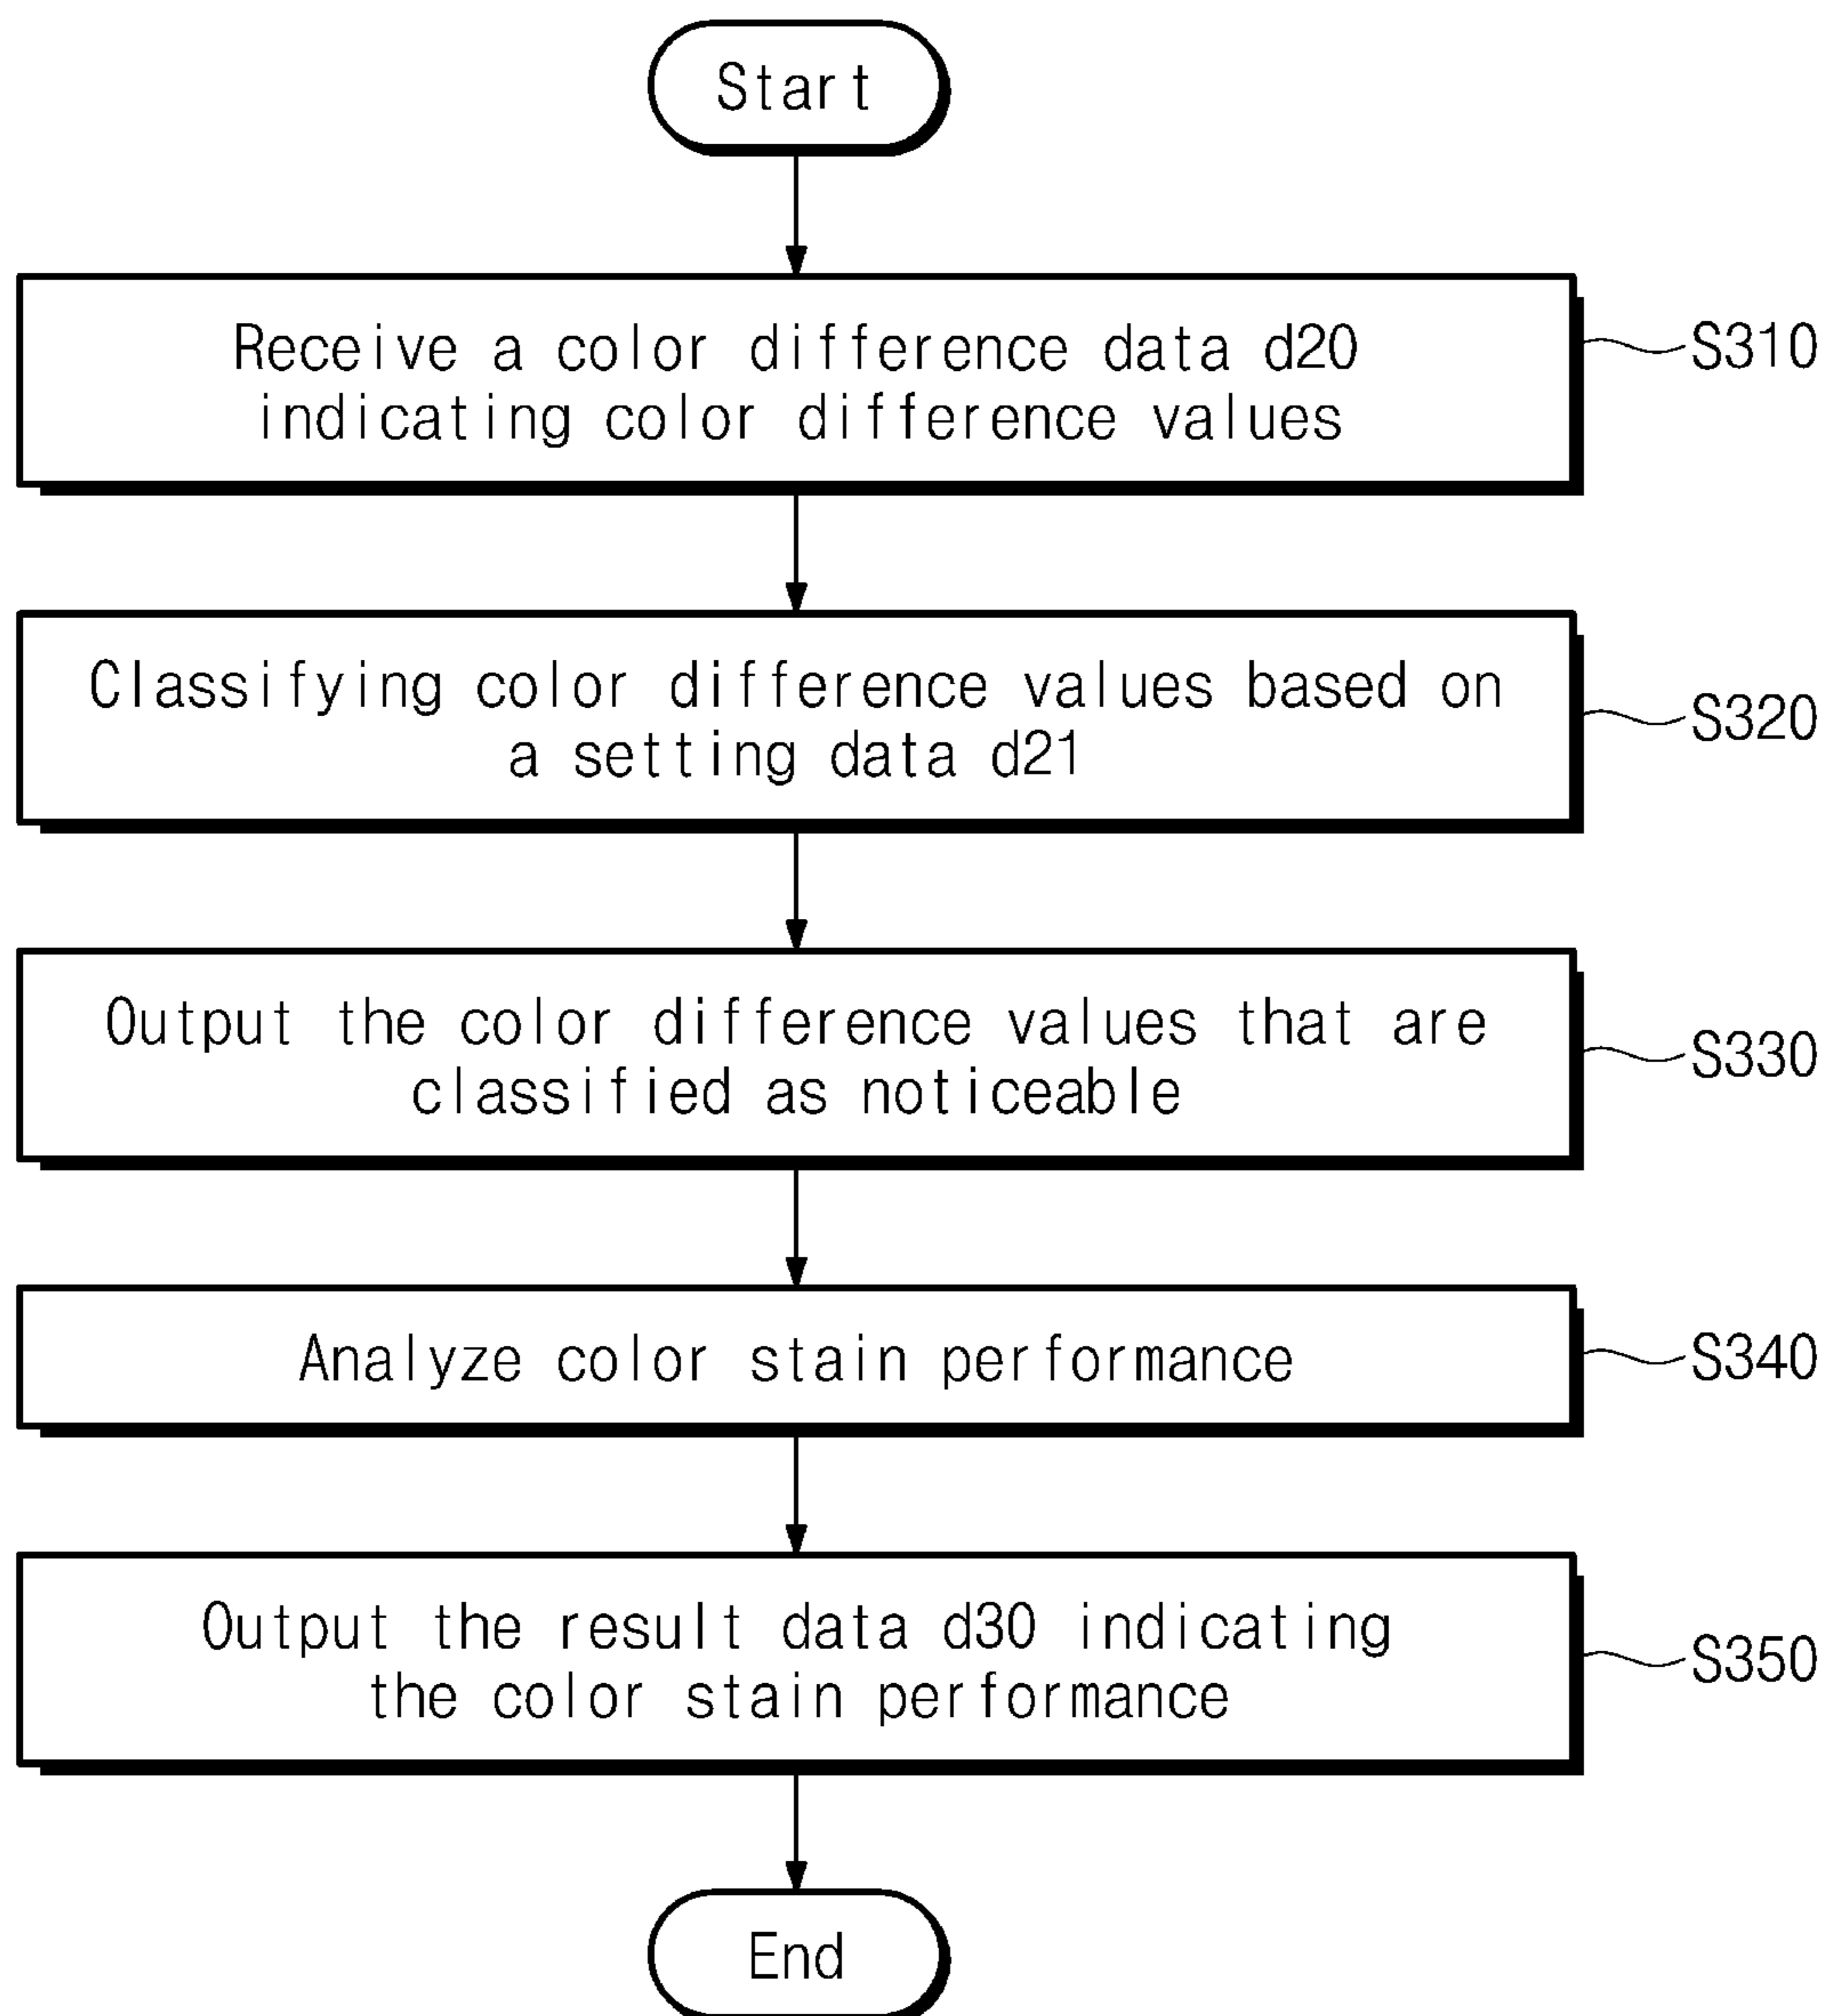 Start
Receive a color difference data d20
indicating color difference values
S310
Classifying color difference values based on
a setting data d21
S320
Output the color difference values that are
classified as noticeable
S330
Analyze color stain performance
S340
Output the result data d30 indicating
the color stain performance
S350
End